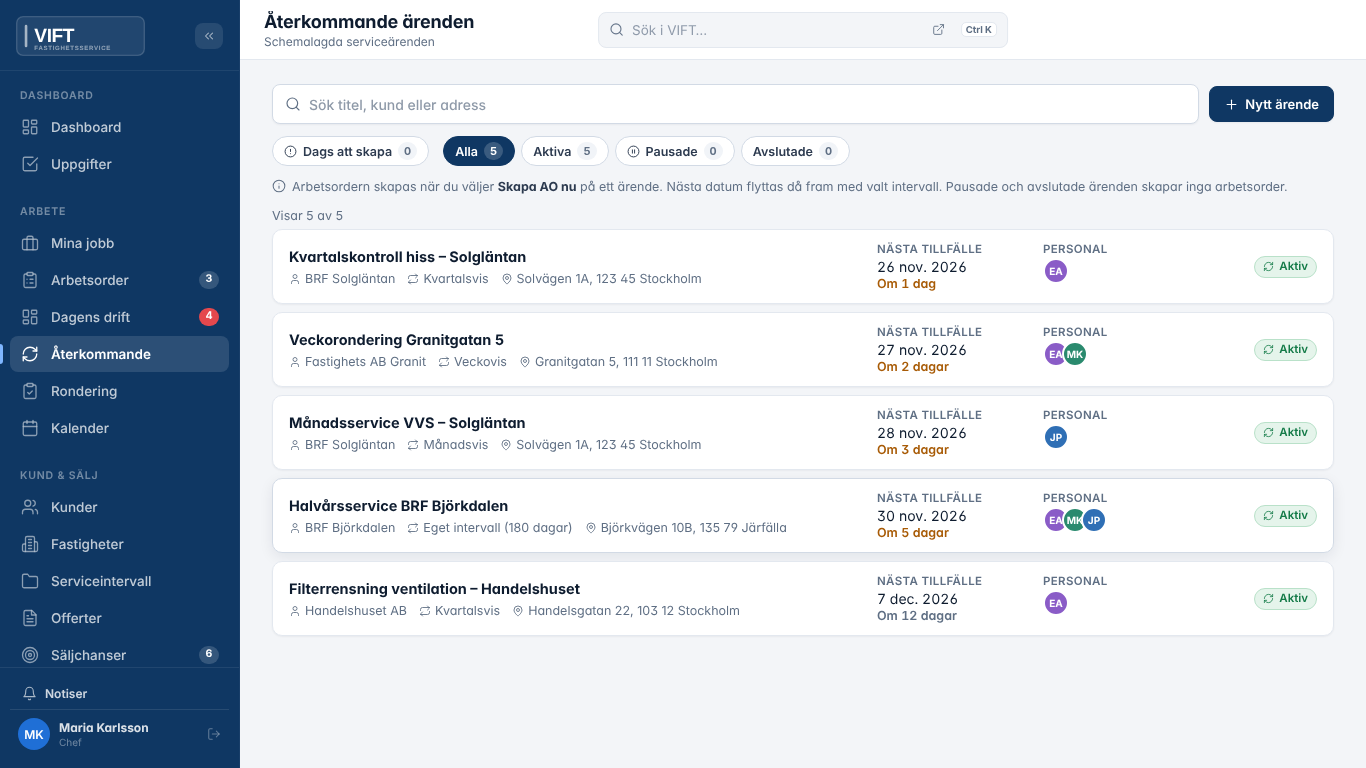 VIFT
FASTIGHETSSERVICE
DASHBOARD
Dashboard
Uppgifter
ARBETE
Mina jobb
Arbetsorder 3
Dagens drift 4
Återkommande
Rondering
Kalender
KUND & SÄLJ
Kunder
Fastigheter
Serviceintervall
Offerter
Säljchanser 6
Notiser
MK Maria Karlsson
Chef
Återkommande ärenden
Schemalagda serviceärenden
Sök i VIFT... Ctrl K
Sök titel, kund eller adress
Nytt ärende
Dags att skapa 0 Alla 5 Aktiva 5 Pausade 0 Avslutade 0
Arbetsordern skapas när du väljer Skapa AO nu på ett ärende. Nästa datum flyttas då fram med valt intervall. Pausade och avslutade ärenden skapar inga arbetsorder.
Visar 5 av 5
Kvartalskontroll hiss – Solgläntan
BRF Solgläntan Kvartalsvis Solvägen 1A, 123 45 Stockholm
NÄSTA TILLFÄLLE
26 nov. 2026
Om 1 dag
PERSONAL
EA
Aktiv
Veckorondering Granitgatan 5
Fastighets AB Granit Veckovis Granitgatan 5, 111 11 Stockholm
NÄSTA TILLFÄLLE
27 nov. 2026
Om 2 dagar
PERSONAL
EA MK
Aktiv
Månadsservice VVS – Solgläntan
BRF Solgläntan Månadsvis Solvägen 1A, 123 45 Stockholm
NÄSTA TILLFÄLLE
28 nov. 2026
Om 3 dagar
PERSONAL
JP
Aktiv
Halvårsservice BRF Björkdalen
BRF Björkdalen Eget intervall (180 dagar) Björkvägen 10B, 135 79 Järfälla
NÄSTA TILLFÄLLE
30 nov. 2026
Om 5 dagar
PERSONAL
EA MK JP
Aktiv
Filterrensning ventilation – Handelshuset
Handelshuset AB Kvartalsvis Handelsgatan 22, 103 12 Stockholm
NÄSTA TILLFÄLLE
7 dec. 2026
Om 12 dagar
PERSONAL
EA
Aktiv